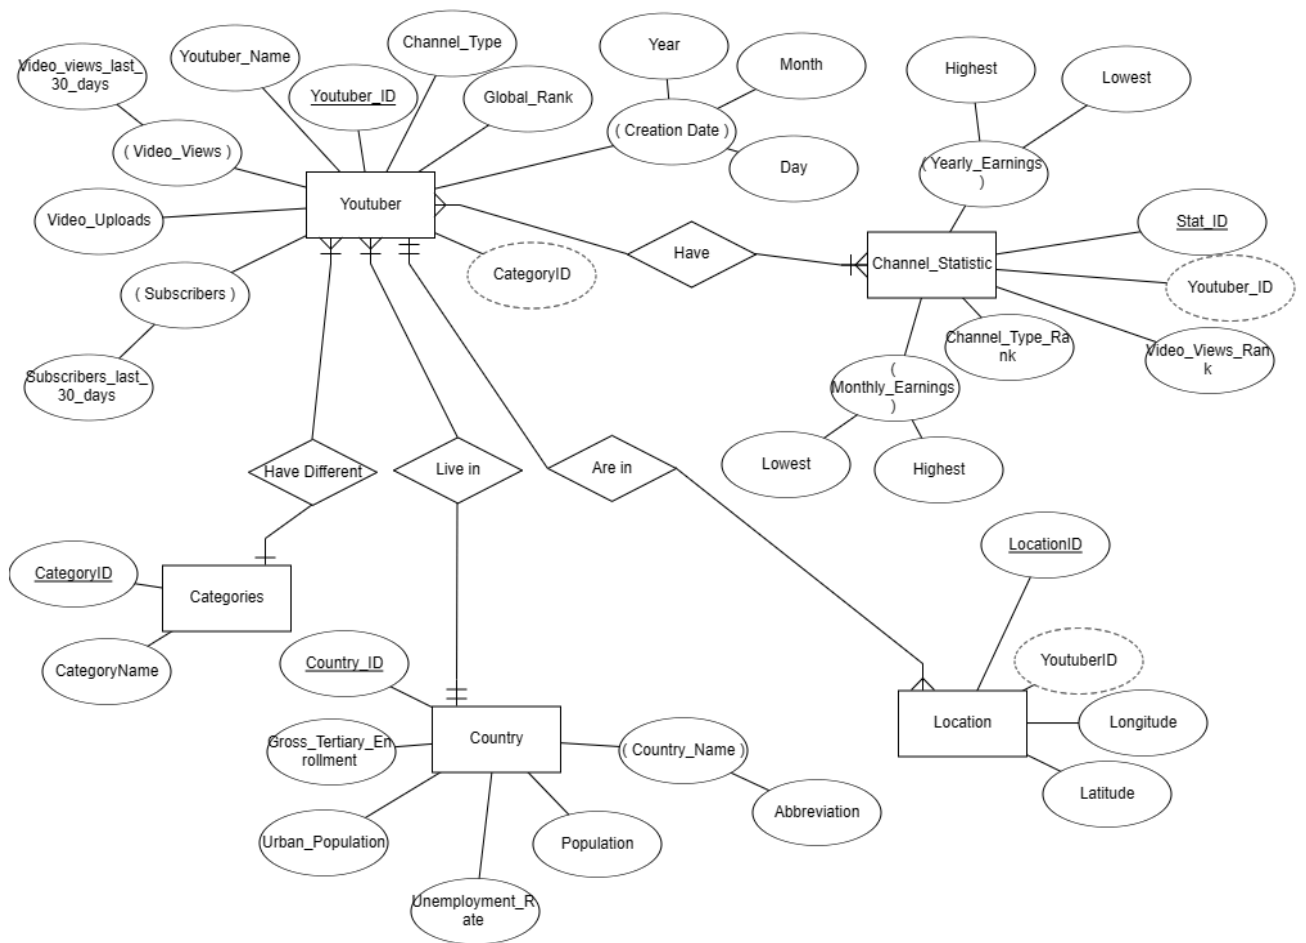 Channel_Type
Year
Youtuber_Name
Video_views_last_
30_days
Youtuber_ID
Global_Rank
Month
Highest
Lowest
( Creation Date )
( Video_Views )
Day
( Yearly_Earnings
)
Youtuber
Video_Uploads
Stat_ID
Have
Channel_Statistic
CategoryID
Youtuber_ID
( Subscribers )
Channel_Type_Ra
nk
Video_Views_Ran
k
Subscribers_last_
30_days
(
Monthly_Earnings
)
Lowest
Highest
Have Different
Live in
Are in
LocationID
CategoryID
Categories
CategoryName
Country_ID
YoutuberID
Location
Longitude
Gross_Tertiary_En
rollment
Country
( Country_Name )
Latitude
Abbreviation
Urban_Population
Population
Unemployment_R
ate